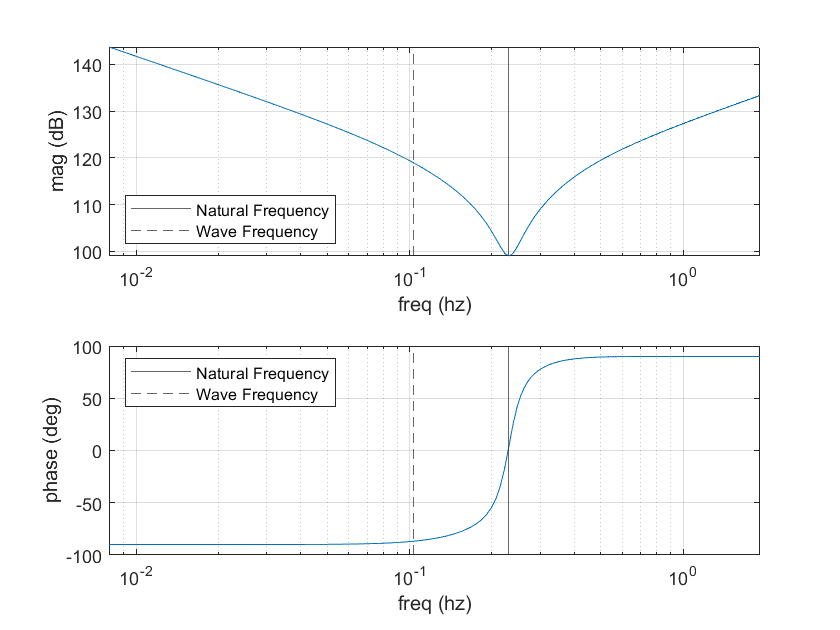 140
130
120
110
100
mag (dB)
Natural Frequency
Wave Frequency
10^-2
10^-1
10^0
freq (hz)
100
50
0
-50
-100
phase (deg)
Natural Frequency
Wave Frequency
10^-2
10^-1
10^0
freq (hz)